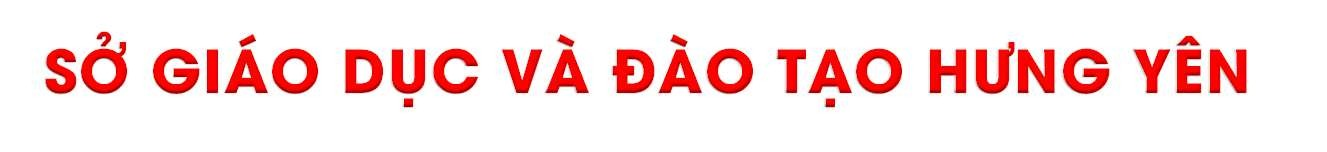 SỞ GIÁO DỤC VÀ ĐÀO TẠO HƯNG YÊN